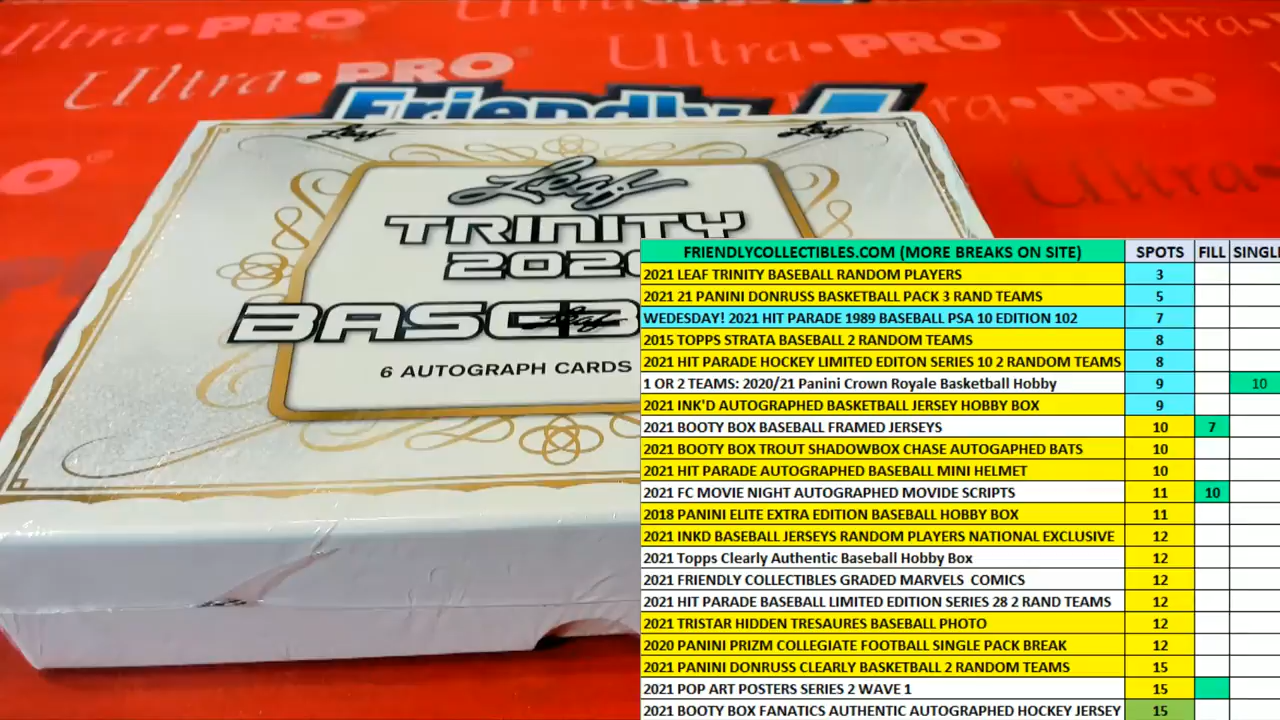 Ultra•PRO
Ultra•PRO®
Ultra•PRO®
Ultra•PRO®
Ultra•PRO®
Friendly
Leaf
Leaf
Leaf
TRINITY
2020
6 AUTOGRAPH CARDS
FRIENDLYCOLLECTIBLES.COM (MORE BREAKS ON SITE) SPOTS FILL SINGL
2021 LEAF TRINITY BASEBALL RANDOM PLAYERS 3
2021 21 PANINI DONRUSS BASKETBALL PACK 3 RAND TEAMS 5
WEDESDAY! 2021 HIT PARADE 1989 BASEBALL PSA 10 EDITION 102 7
2015 TOPPS STRATA BASEBALL 2 RANDOM TEAMS 8
2021 HIT PARADE HOCKEY LIMITED EDITON SERIES 10 2 RANDOM TEAMS 8
1 OR 2 TEAMS: 2020/21 Panini Crown Royale Basketball Hobby 9 10
2021 INK'D AUTOGRAPHED BASKETBALL JERSEY HOBBY BOX 9
2021 BOOTY BOX BASEBALL FRAMED JERSEYS 10 7
2021 BOOTY BOX TROUT SHADOWBOX CHASE AUTOGAPHED BATS 10
2021 HIT PARADE AUTOGRAPHED BASEBALL MINI HELMET 10
2021 FC MOVIE NIGHT AUTOGRAPHED MOVIDE SCRIPTS 11 10
2018 PANINI ELITE EXTRA EDITION BASEBALL HOBBY BOX 11
2021 INKD BASEBALL JERSEYS RANDOM PLAYERS NATIONAL EXCLUSIVE 12
2021 Topps Clearly Authentic Baseball Hobby Box 12
2021 FRIENDLY COLLECTIBLES GRADED MARVELS COMICS 12
2021 HIT PARADE BASEBALL LIMITED EDITION SERIES 28 2 RAND TEAMS 12
2021 TRISTAR HIDDEN TRESAURES BASEBALL PHOTO 12
2020 PANINI PRIZM COLLEGIATE FOOTBALL SINGLE PACK BREAK 12
2021 PANINI DONRUSS CLEARLY BASKETBALL 2 RANDOM TEAMS 15
2021 POP ART POSTERS SERIES 2 WAVE 1 15
2021 BOOTY BOX FANATICS AUTHENTIC AUTOGRAPHED HOCKEY JERSEY 15